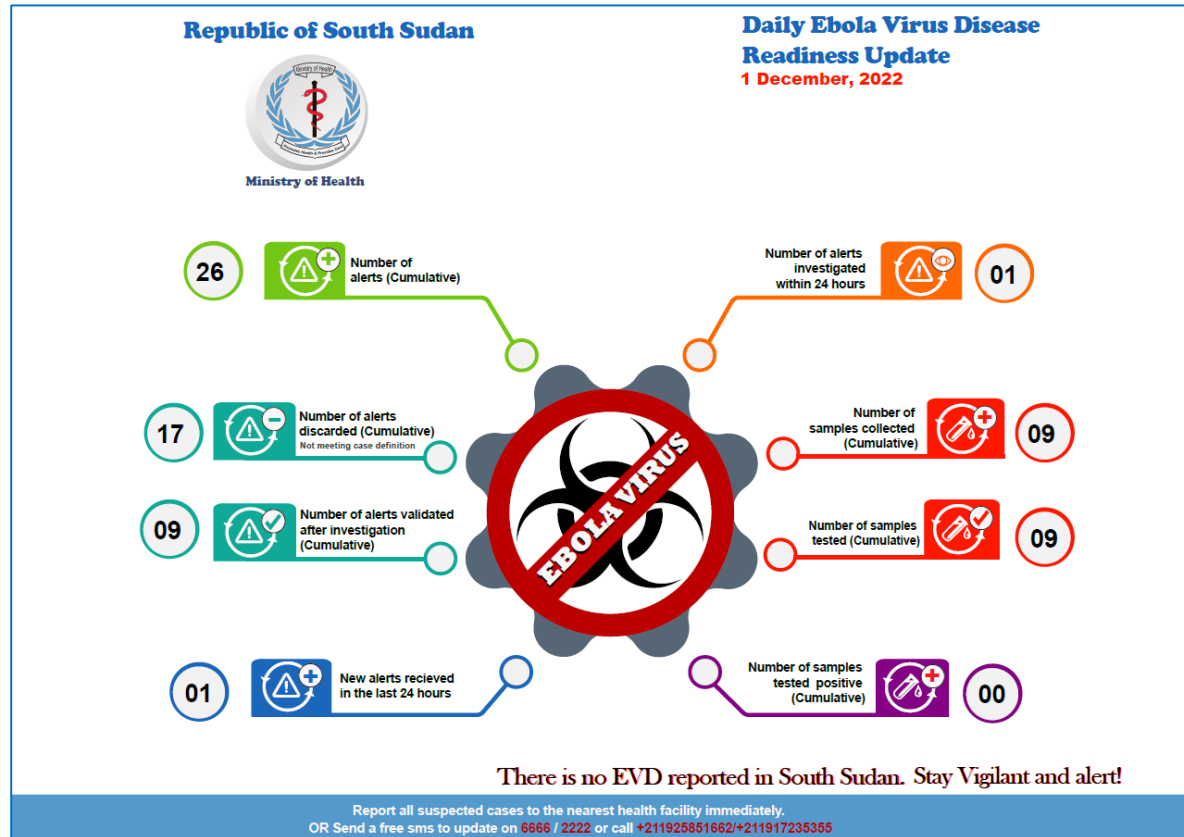 Republic of South Sudan
Ministry of Health
Ministry of Health
Daily Ebola Virus Disease
Readiness Update
1 December, 2022
26
Number of
alerts (Cumulative)
Number of alerts
investigated
within 24 hours
01
17
Number of alerts
discarded (Cumulative)
Not meeting case definition
Number of
samples collected
(Cumulative)
09
09
Number of alerts validated
after investigation
(Cumulative)
Number of samples
tested (Cumulative)
09
EBOLA VIRUS
01
New alerts recieved
in the last 24 hours
Number of samples
tested positive
(Cumulative)
00
There is no EVD reported in South Sudan. Stay Vigilant and alert!
Report all suspected cases to the nearest health facility immediately.
OR Send a free sms to update on 6666 / 2222 or call +211925851662/+211917235355